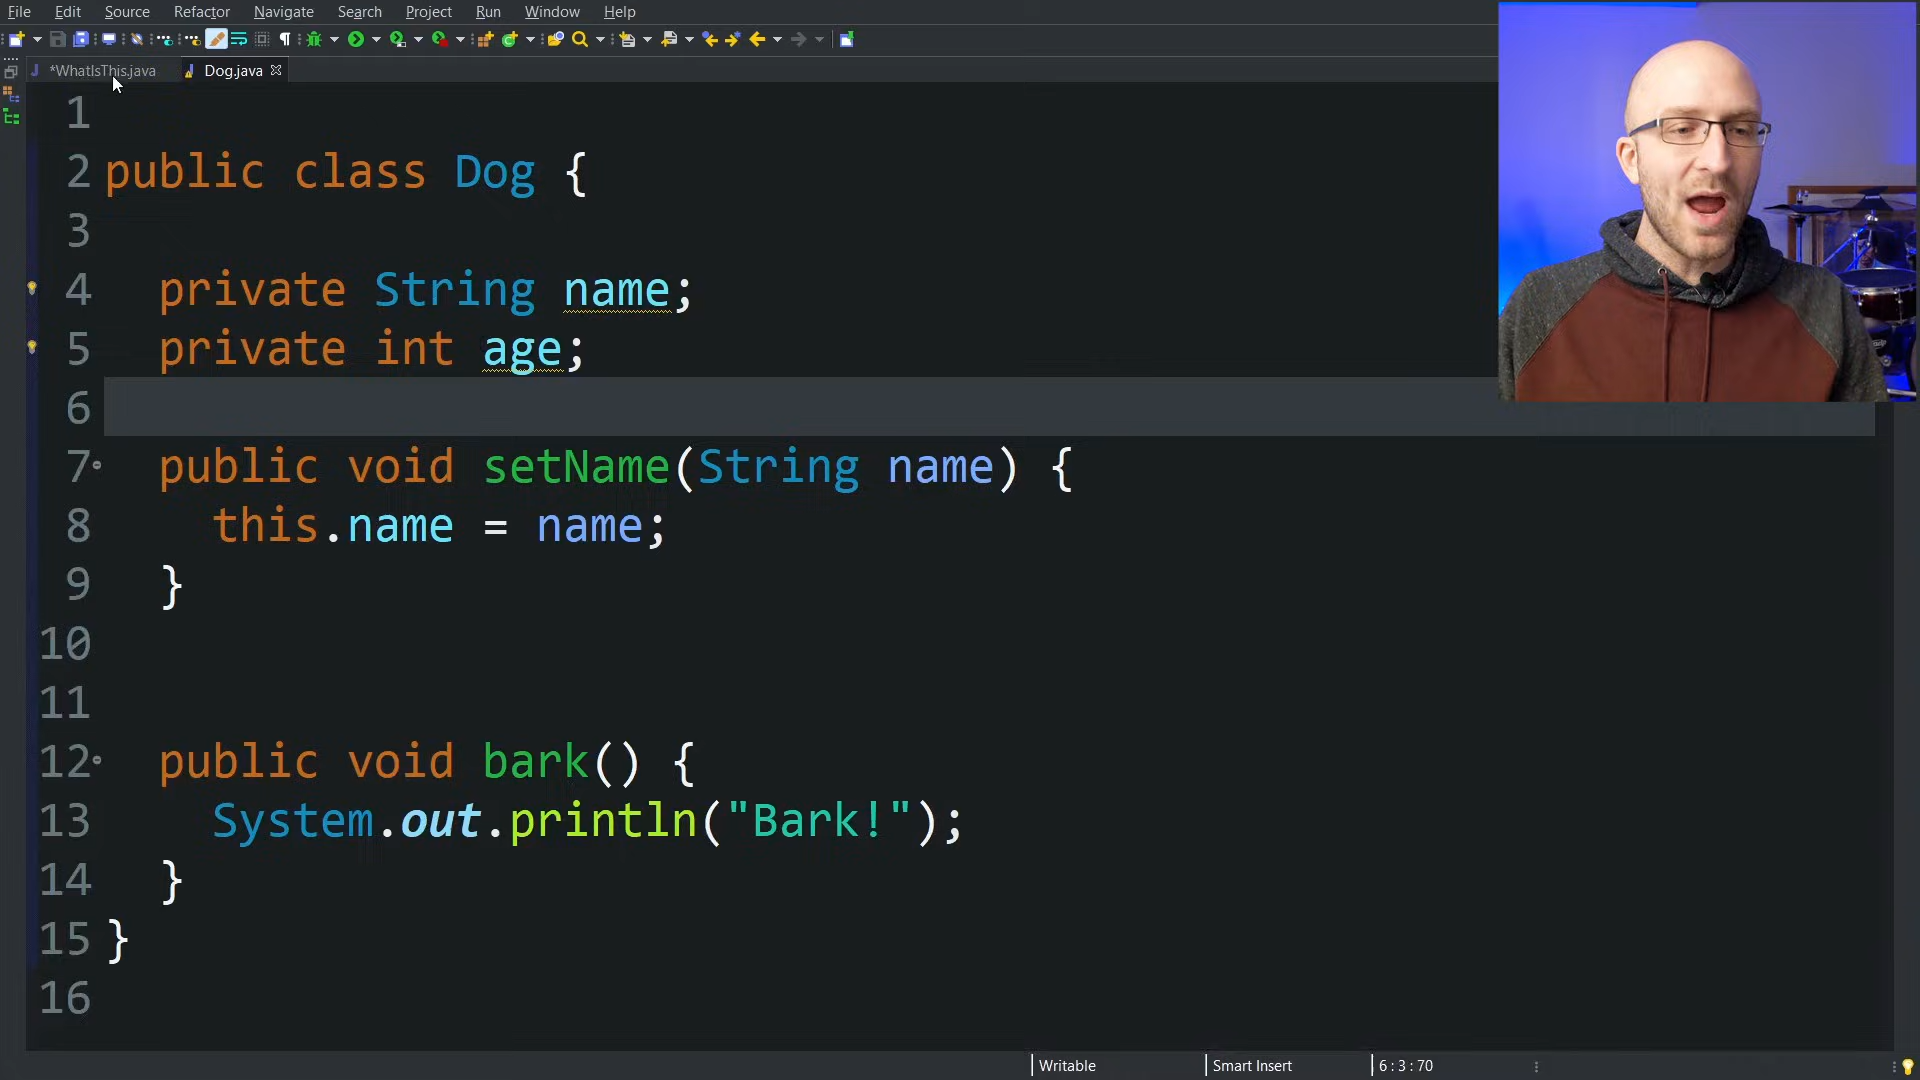 File Edit Source Refactor Navigate Search Project Run Window Help
*WhatIsThis.java Dog.java
1
2 public class Dog {
3
4 private String name;
5 private int age;
6
7 public void setName(String name) {
8 this.name = name;
9 }
10
11
12 public void bark() {
13 System.out.println("Bark!");
14 }
15 }
16
Writable Smart Insert 6 : 3 : 70